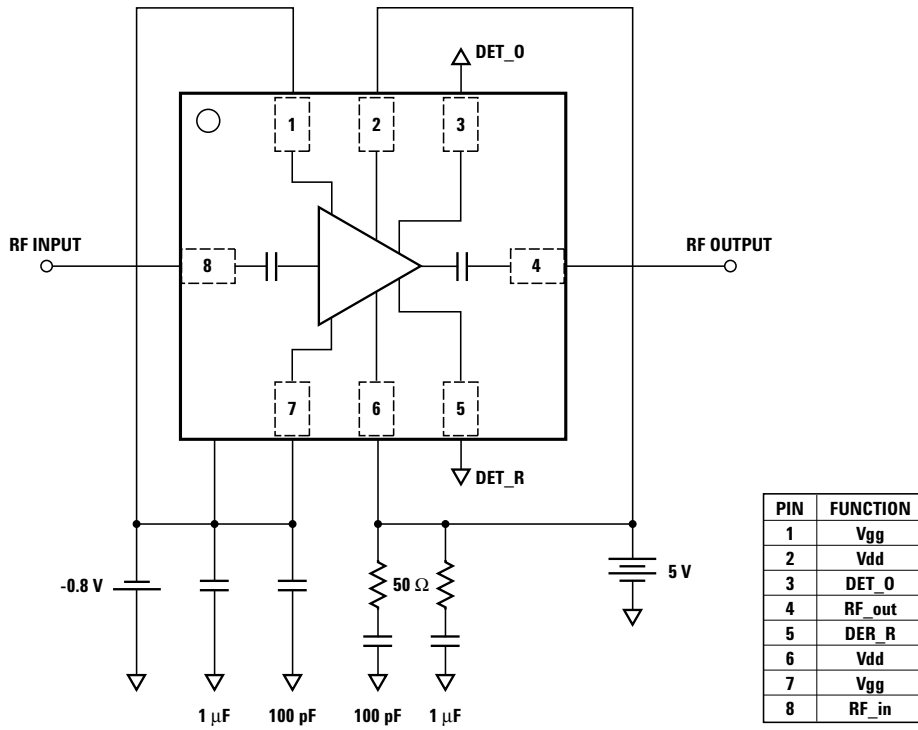 DET_O
1
2
3
RF INPUT
RF OUTPUT
8
4
7
6
5
DET_R
-0.8 V
50 Ω
5 V
1 μF
100 pF
100 pF
1 μF
PIN FUNCTION
1 Vgg
2 Vdd
3 DET_O
4 RF_out
5 DER_R
6 Vdd
7 Vgg
8 RF_in